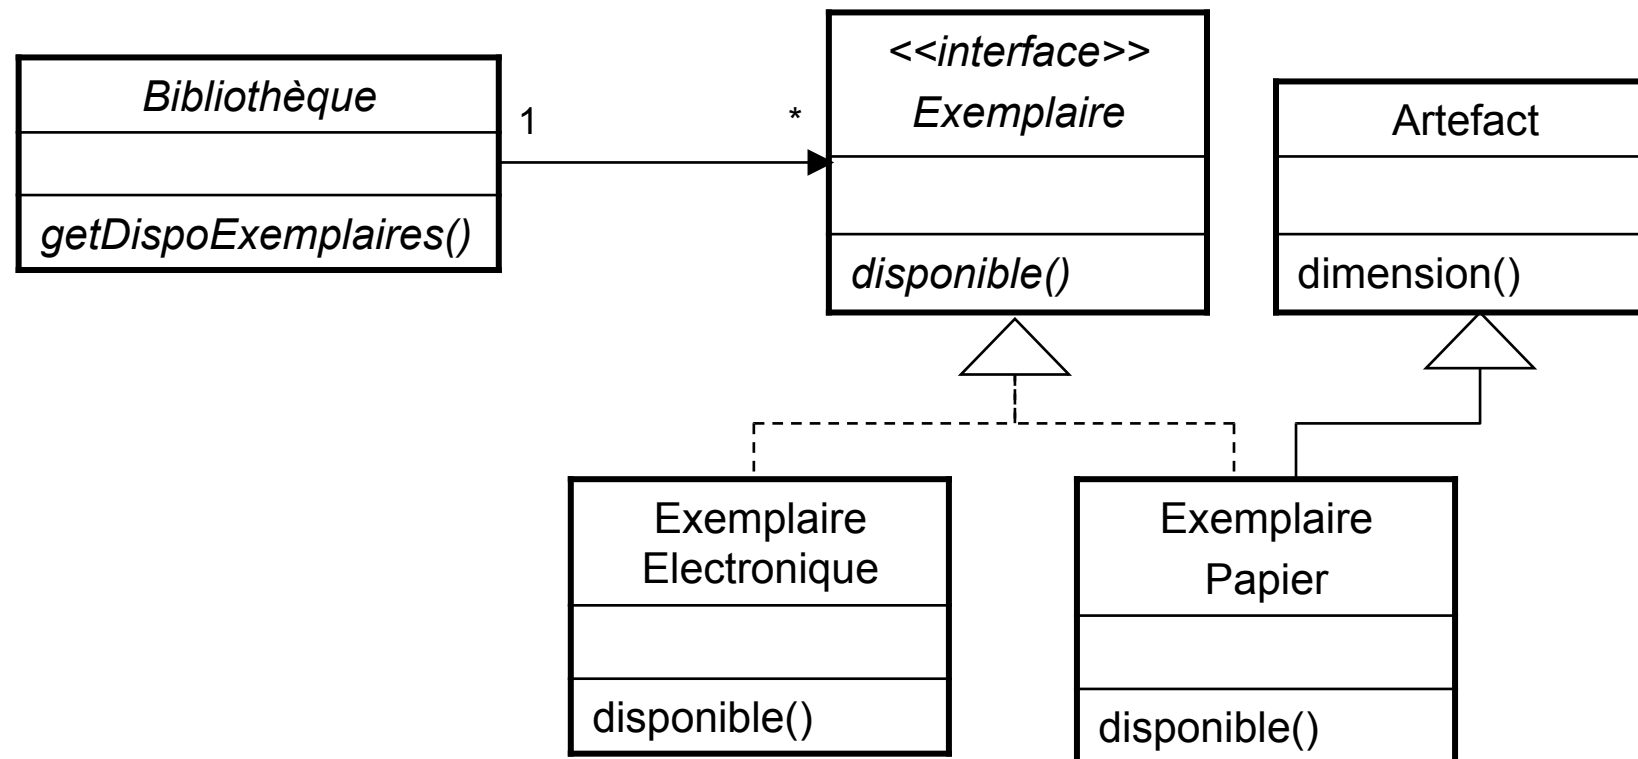 Bibliothèque
getDispoExemplaires()
1
*
<<interface>>
Exemplaire
disponible()
Artefact
dimension()
Exemplaire
Electronique
disponible()
Exemplaire
Papier
disponible()